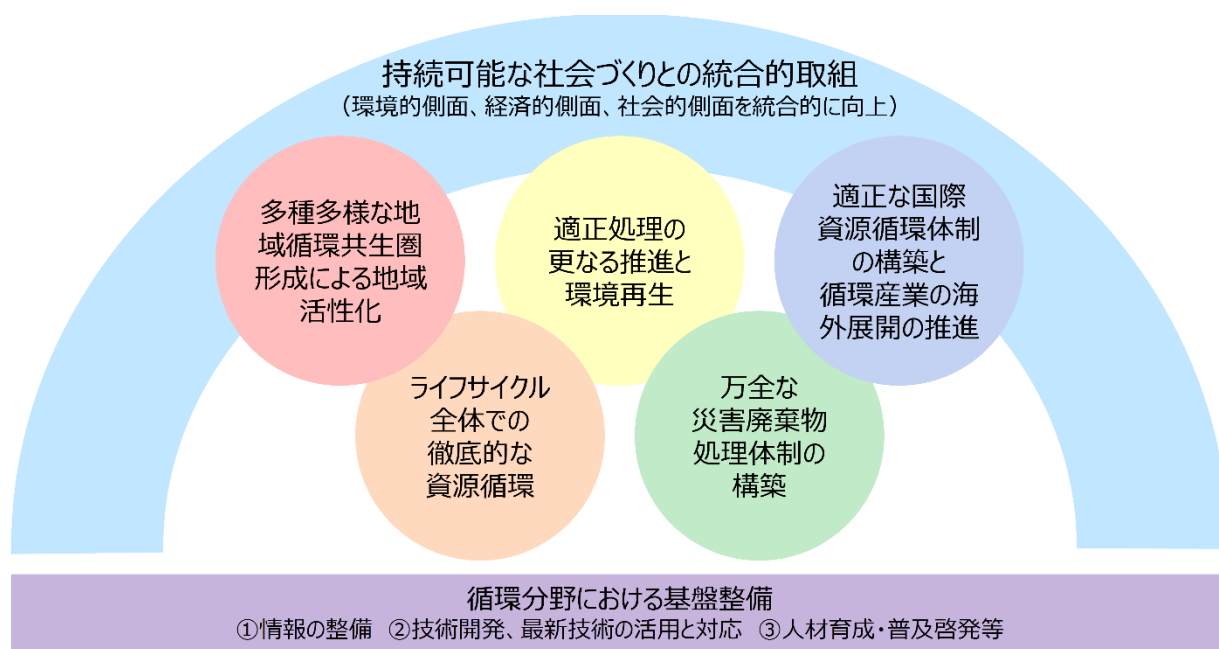 持続可能な社会づくりとの統合的取組
（環境的側面、経済的側面、社会的側面を統合的に向上）
多種多様な地
域循環共生圏
形成による地域
活性化
適正処理の
更なる推進と
環境再生
適正な国際
資源循環体制
の構築と
循環産業の海
外展開の推進
ライフサイクル
全体での
徹底的な
資源循環
万全な
災害廃棄物
処理体制の
構築
循環分野における基盤整備
①情報の整備 ②技術開発、最新技術の活用と対応 ③人材育成・普及啓発等